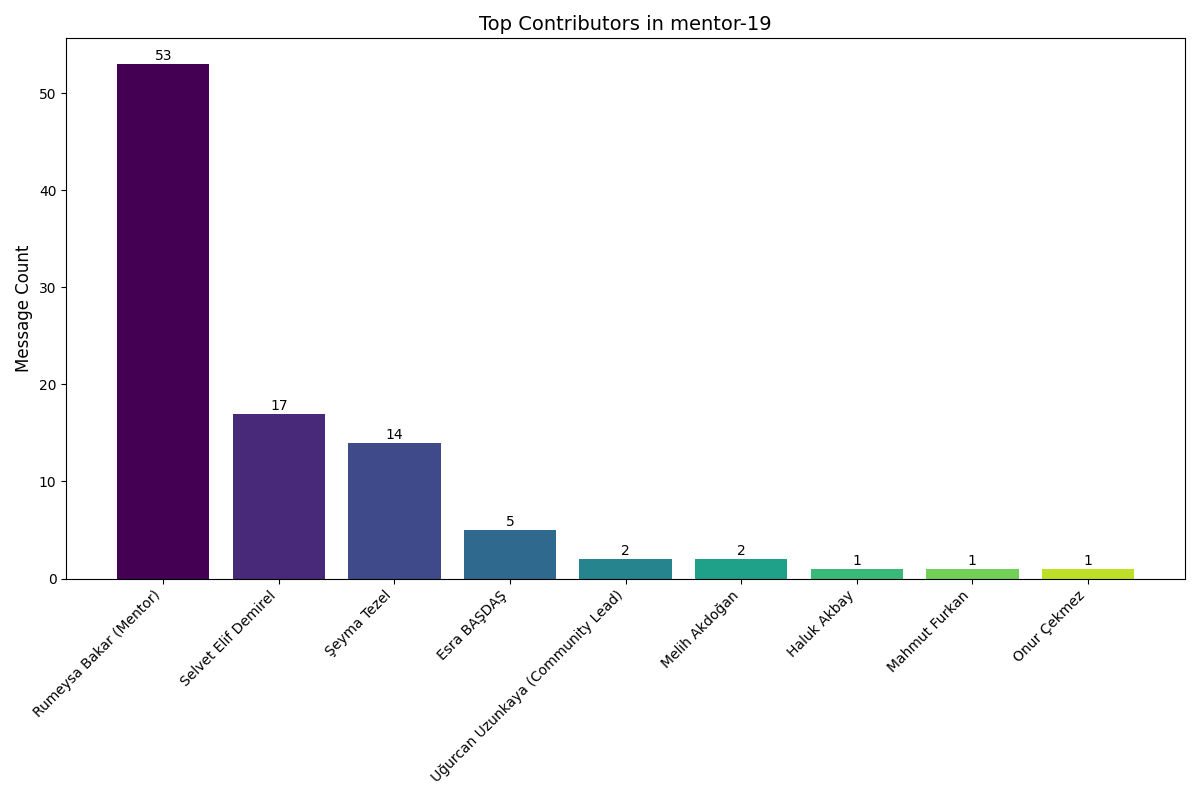 Top Contributors in mentor-19
Message Count
50
40
30
20
10
0
53
17
14
5
2
2
1
1
1
Rumeysa Bakar (Mentor)
Selvet Elif Demirel
Şeyma Tezel
Esra BAŞDAŞ
Uğurcan Uzunkaya (Community Lead)
Melih Akdoğan
Haluk Akbay
Mahmut Furkan
Onur Çekmez